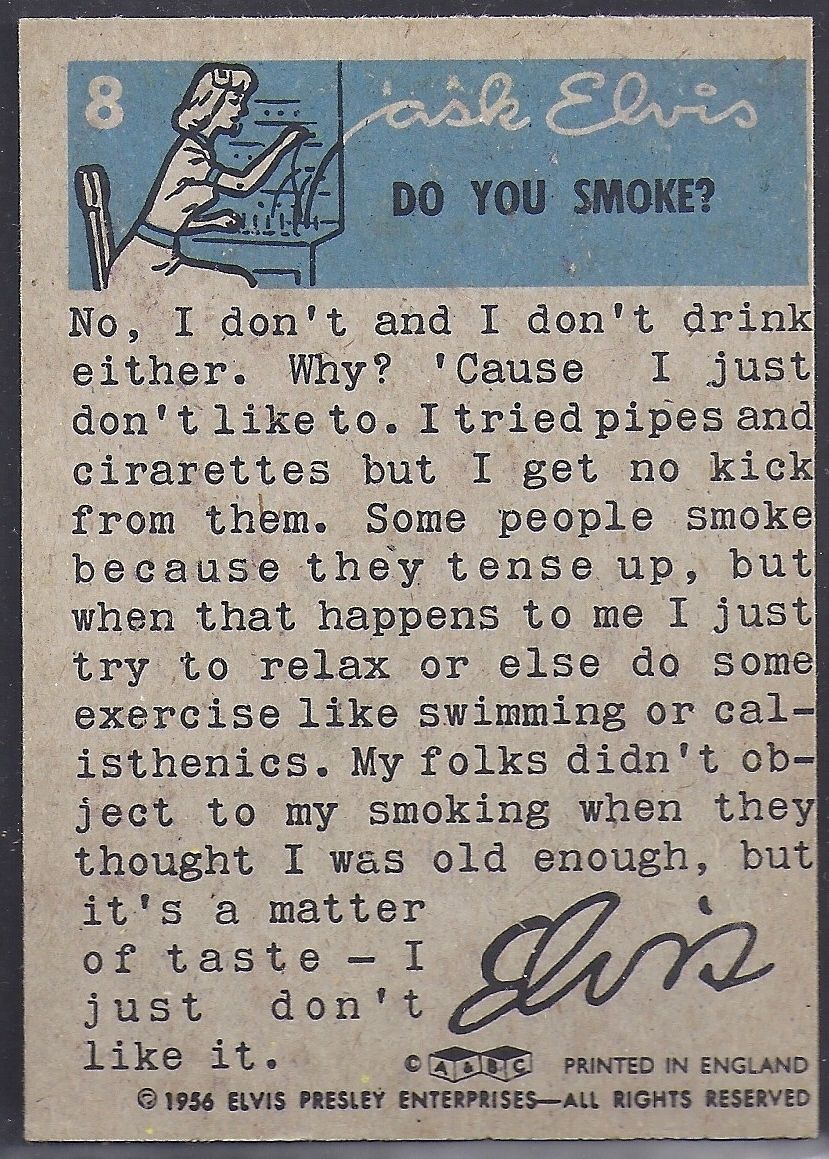 8
ask Elvis
DO YOU SMOKE?
No, I don't and I don't drink
either. Why? 'Cause I just
don't like to. I tried pipes and
cirarettes but I get no kick
from them. Some people smoke
because they tense up, but
when that happens to me I just
try to relax or else do some
exercise like swimming or cal-
isthenics. My folks didn't ob-
ject to my smoking when they
thought I was old enough, but
it's a matter
of taste — I
just don't
like it.
Elvis
© A & B C PRINTED IN ENGLAND
© 1956 ELVIS PRESLEY ENTERPRISES—ALL RIGHTS RESERVED